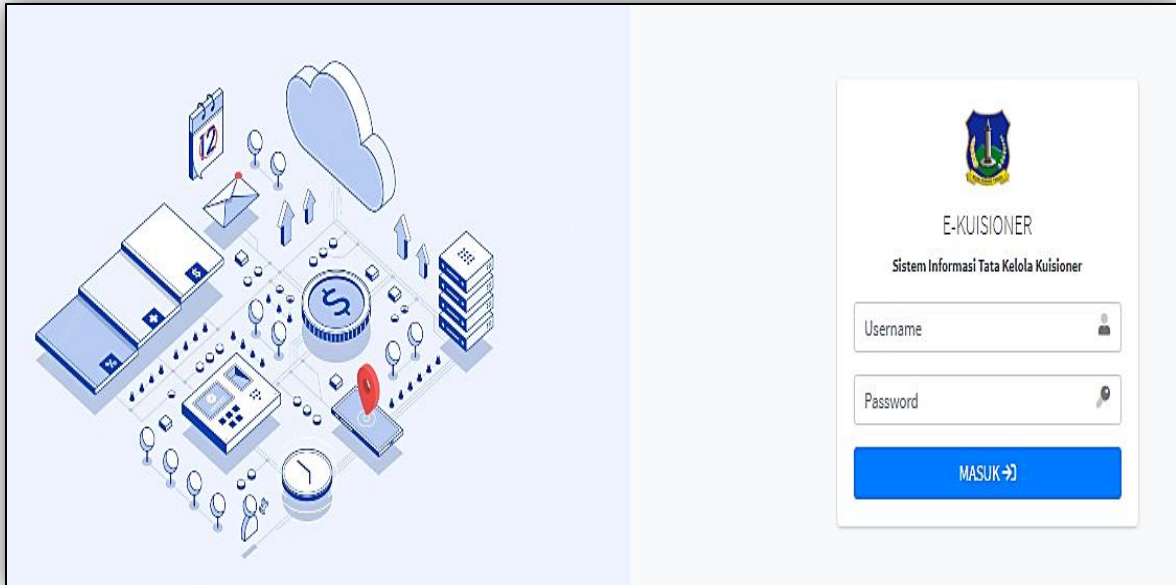 12
$
$
%
E-KUISIONER
Sistem Informasi Tata Kelola Kuisioner
Username
Password
MASUK